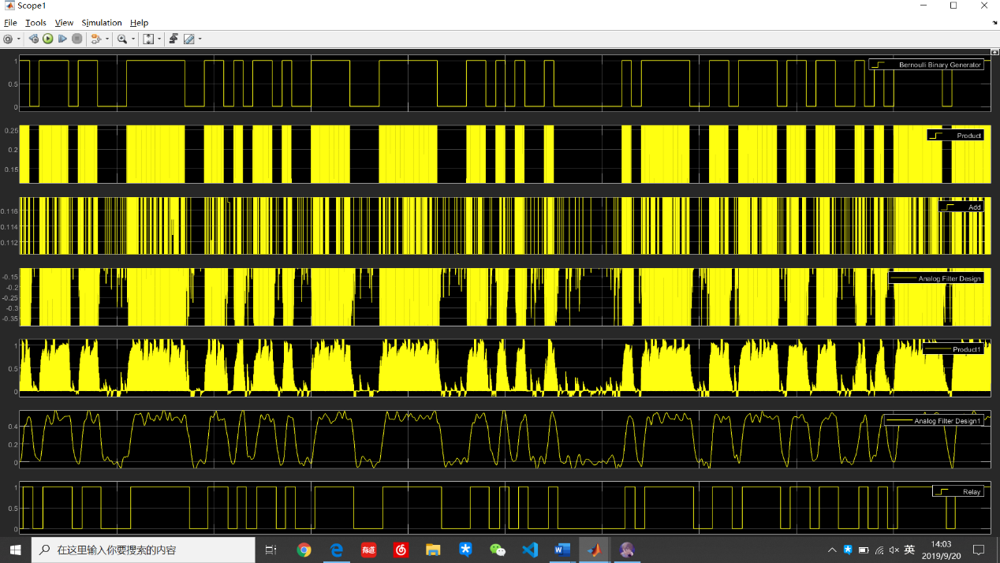 Scope1
File Tools View Simulation Help
1
0.5
0
Bernoulli Binary Generator
0.25
0.2
0.15
Product
0.116
0.114
0.112
Add
-0.15
-0.2
-0.25
-0.3
-0.35
Analog Filter Design
1
0.5
0
Product1
0.4
0.2
0
Analog Filter Design1
1
0.5
0
Relay
在这里输入你要搜索的内容
英
14:03
2019/9/20